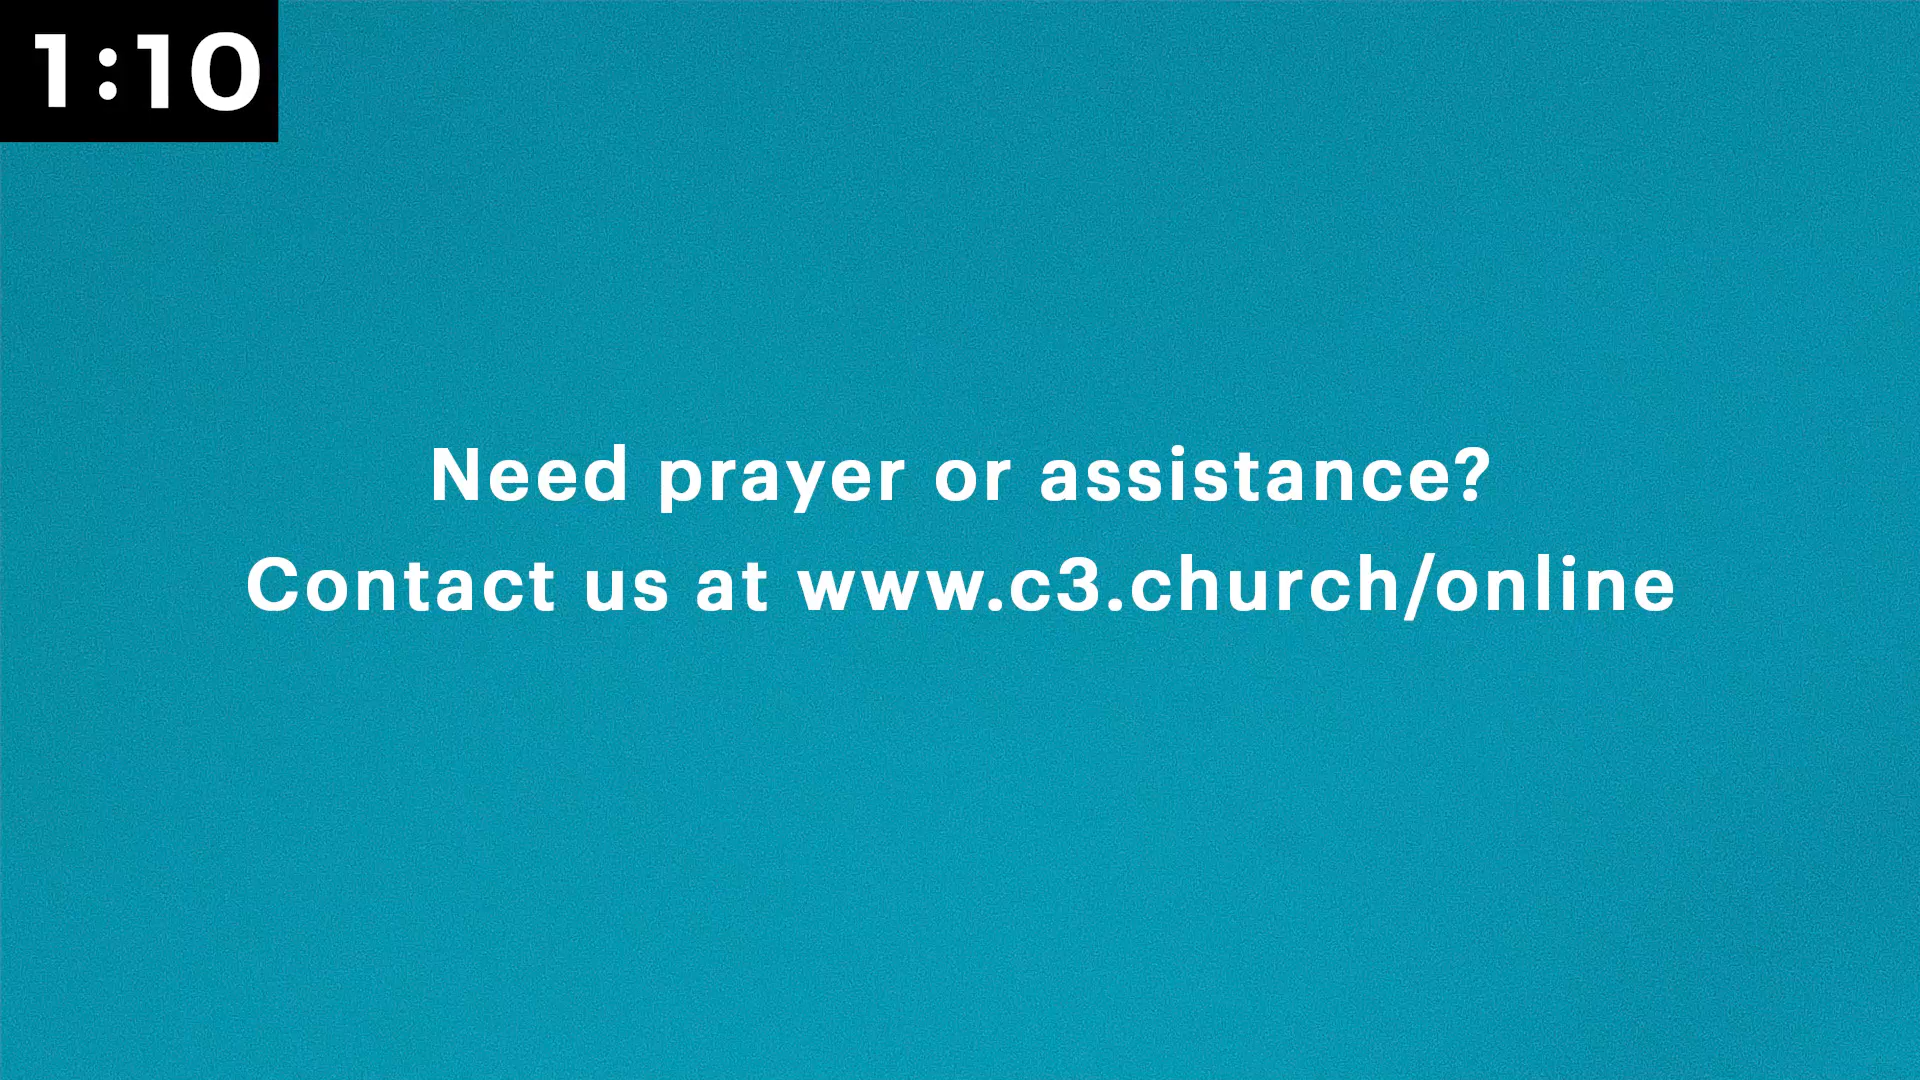 1:10
Need prayer or assistance?
Contact us at www.c3.church/online